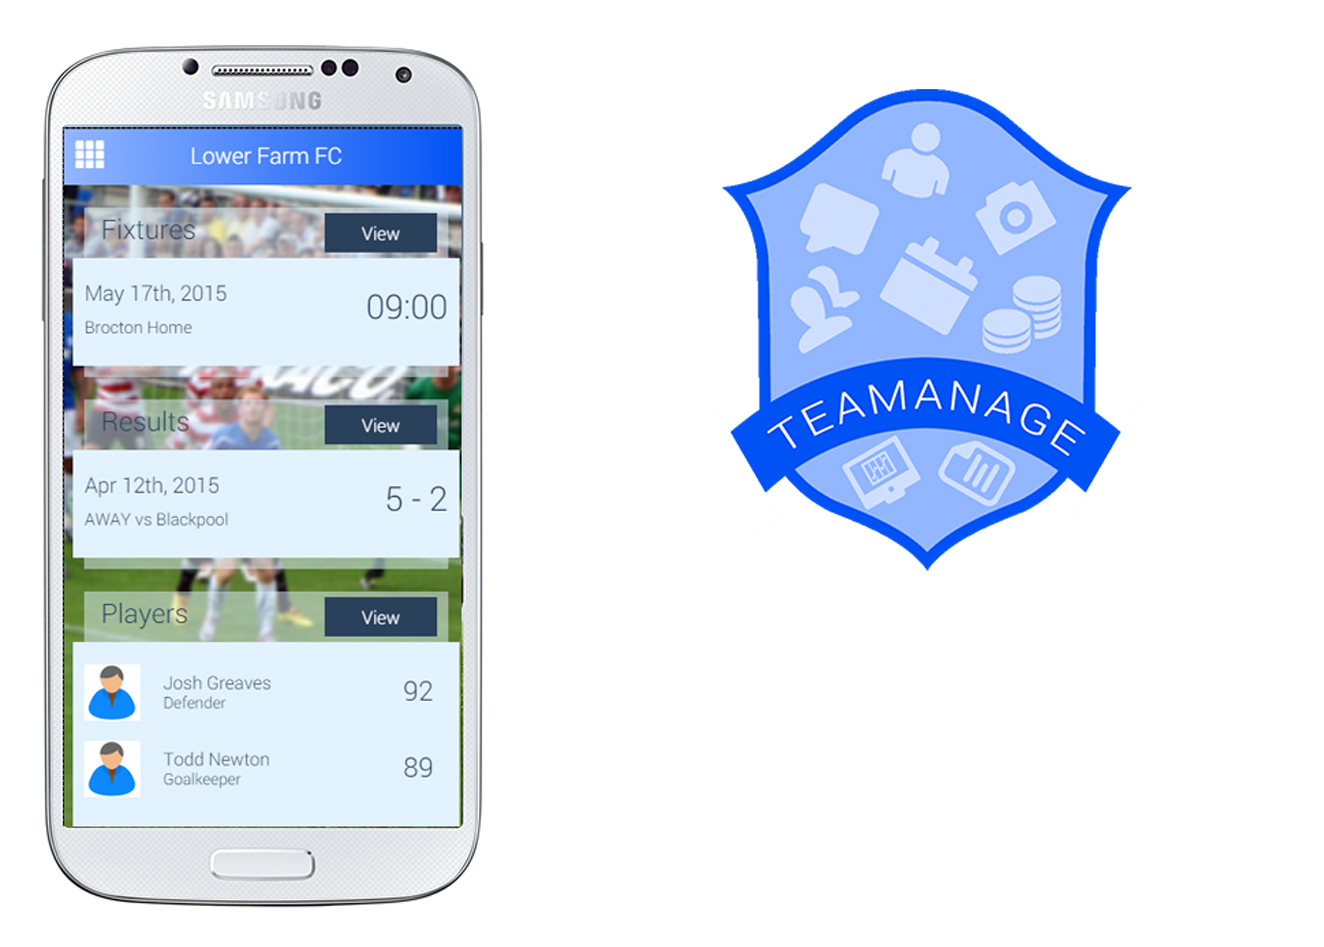 SAMSUNG
Lower Farm FC
Fixtures
View
May 17th, 2015
09:00
Brocton Home
Results
View
Apr 12th, 2015
5 - 2
AWAY vs Blackpool
Players
View
Josh Greaves
92
Defender
Todd Newton
89
Goalkeeper
TEAMANAGE